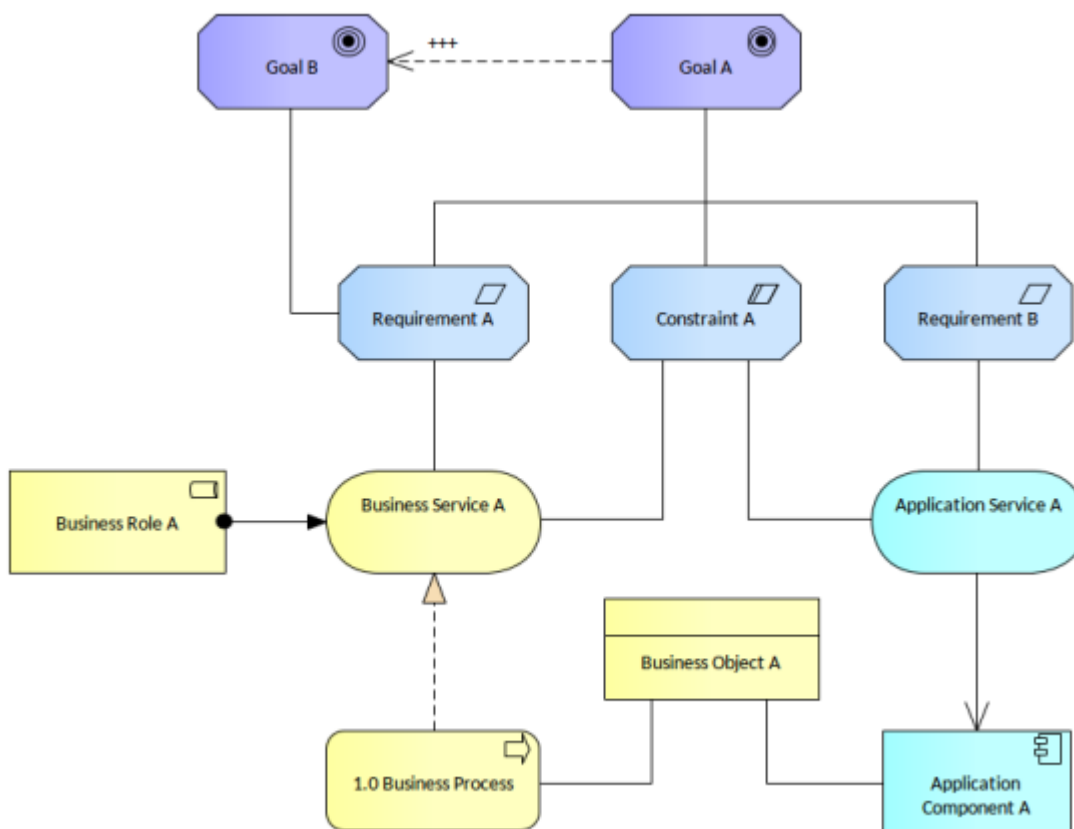 +++
Goal B
Goal A
Requirement A
Constraint A
Requirement B
Business Role A
Business Service A
Application Service A
Business Object A
1.0 Business Process
Application
Component A